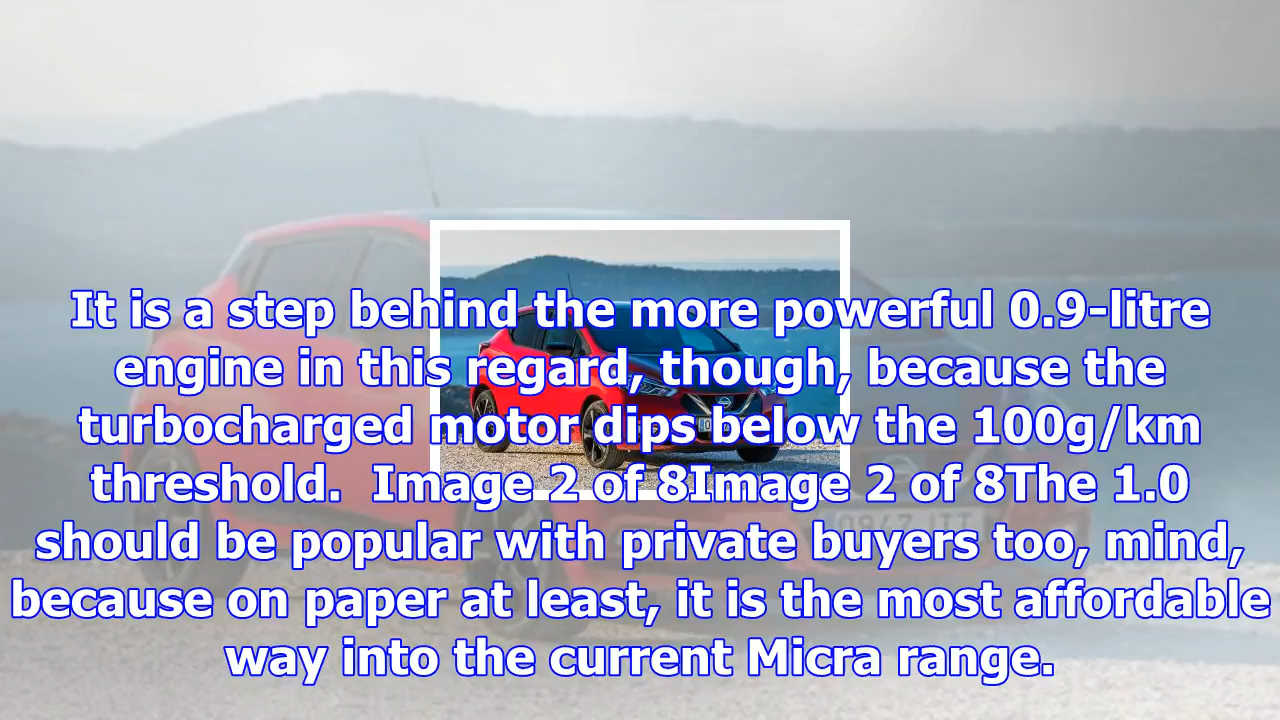 It is a step behind the more powerful 0.9-litre
engine in this regard, though, because the
turbocharged motor dips below the 100g/km
threshold.  Image 2 of 8Image 2 of 8The 1.0
should be popular with private buyers too, mind,
because on paper at least, it is the most affordable
way into the current Micra range.